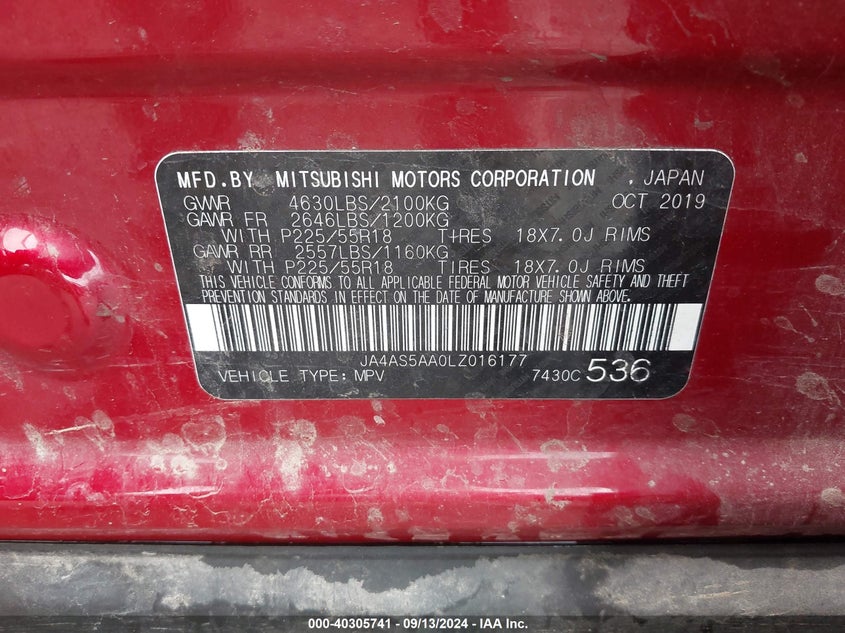 MFD.BY MITSUBISHI MOTORS CORPORATION , JAPAN
GVWR 4630LBS/2100KG OCT 2019
GAWR FR 2646LBS/1200KG
WITH P225/55R18 TIRES 18X7.0J RIMS
GAWR RR 2557LBS/1160KG
WITH P225/55R18 TIRES 18X7.0J RIMS
THIS VEHICLE CONFORMS TO ALL APPLICABLE FEDERAL MOTOR VEHICLE SAFETY AND THEFT
PREVENTION STANDARDS IN EFFECT ON THE DATE OF MANUFACTURE SHOWN ABOVE.
JA4AS5AA0LZ016177
VEHICLE TYPE: MPV 7430C 536
000-40305741 - 09/13/2024 - IAA Inc.